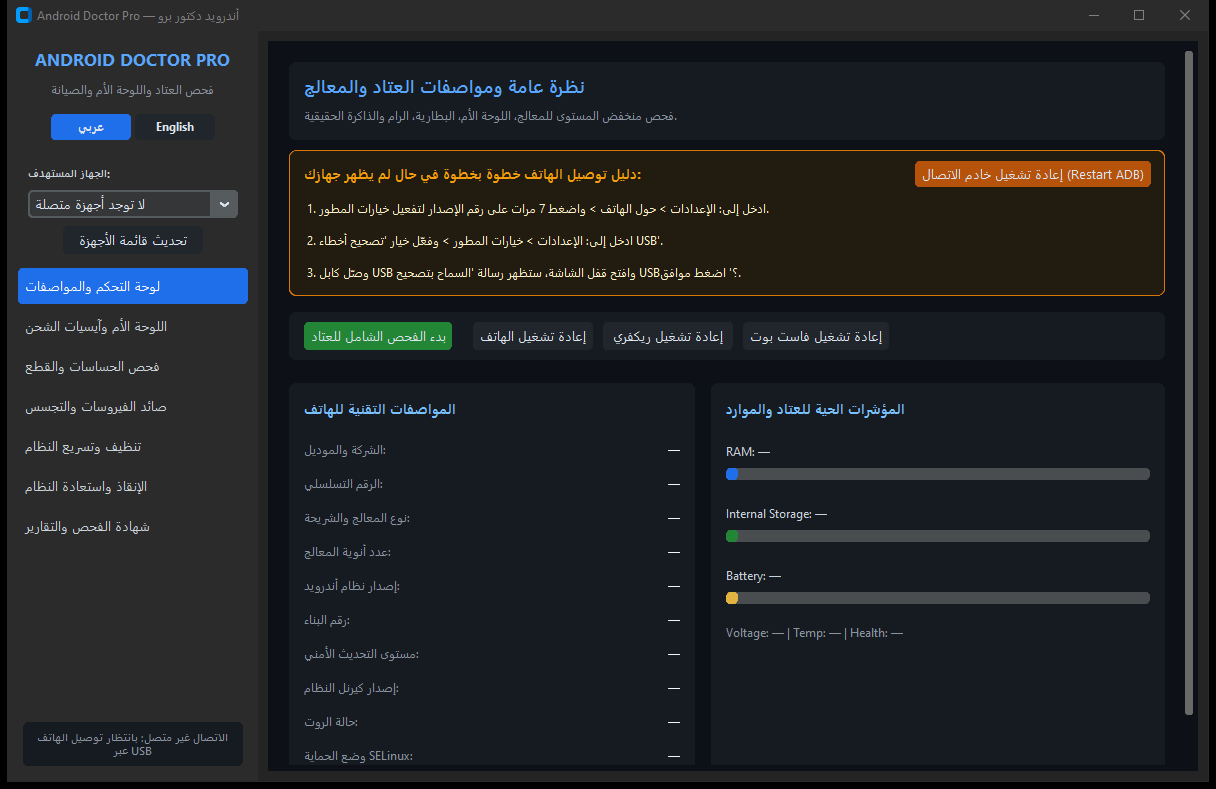 Android Doctor Pro — أندرويد دكتور برو
ANDROID DOCTOR PRO
فحص العتاد واللوحة الأم والصيانة
عربي
English
الجهاز المستهدف:
لا توجد أجهزة متصلة
تحديث قائمة الأجهزة
لوحة التحكم والمواصفات
اللوحة الأم وآيسيات الشحن
فحص الحساسات والقطع
صائد الفيروسات والتجسس
تنظيف وتسريع النظام
الإنقاذ واستعادة النظام
شهادة الفحص والتقارير
الاتصال غير متصل: بانتظار توصيل الهاتف
عبر USB
نظرة عامة ومواصفات العتاد والمعالج
فحص منخفض المستوى للمعالج، اللوحة الأم، البطارية، الرام والذاكرة الحقيقية.
دليل توصيل الهاتف خطوة بخطوة في حال لم يظهر جهازك:
إعادة تشغيل خادم الاتصال (Restart ADB)
1. ادخل إلى: الإعدادات > حول الهاتف > واضغط 7 مرات على رقم الإصدار لتفعيل خيارات المطور.
2. ادخل إلى: الإعدادات > خيارات المطور > وفعّل خيار 'تصحيح أخطاء USB'.
3. وصّل كابل USB وافتح قفل الشاشة، ستظهر رسالة 'السماح بتصحيح USB؟' اضغط موافق.
بدء الفحص الشامل للعتاد
إعادة تشغيل الهاتف
إعادة تشغيل ريكفري
إعادة تشغيل فاست بوت
المواصفات التقنية للهاتف
الشركة والموديل: —
الرقم التسلسلي: —
نوع المعالج والشريحة: —
عدد أنوية المعالج: —
إصدار نظام أندرويد: —
رقم البناء: —
مستوى التحديث الأمني: —
إصدار كيرنل النظام: —
حالة الروت: —
وضع الحماية SELinux: —
المؤشرات الحية للعتاد والموارد
RAM: —
Internal Storage: —
Battery: —
Voltage: — | Temp: — | Health: —